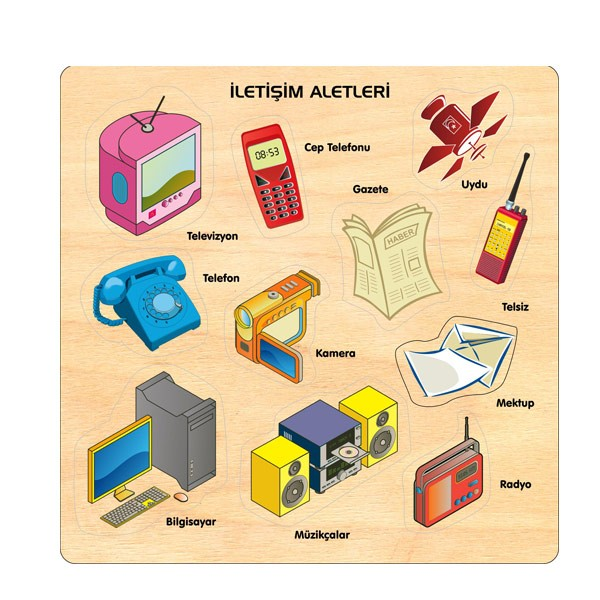 İLETİŞİM ALETLERİ
08:53
Cep Telefonu
Uydu
Gazete
HABER
Televizyon
Telefon
Telsiz
Kamera
Mektup
Radyo
Bilgisayar
Müzikçalar